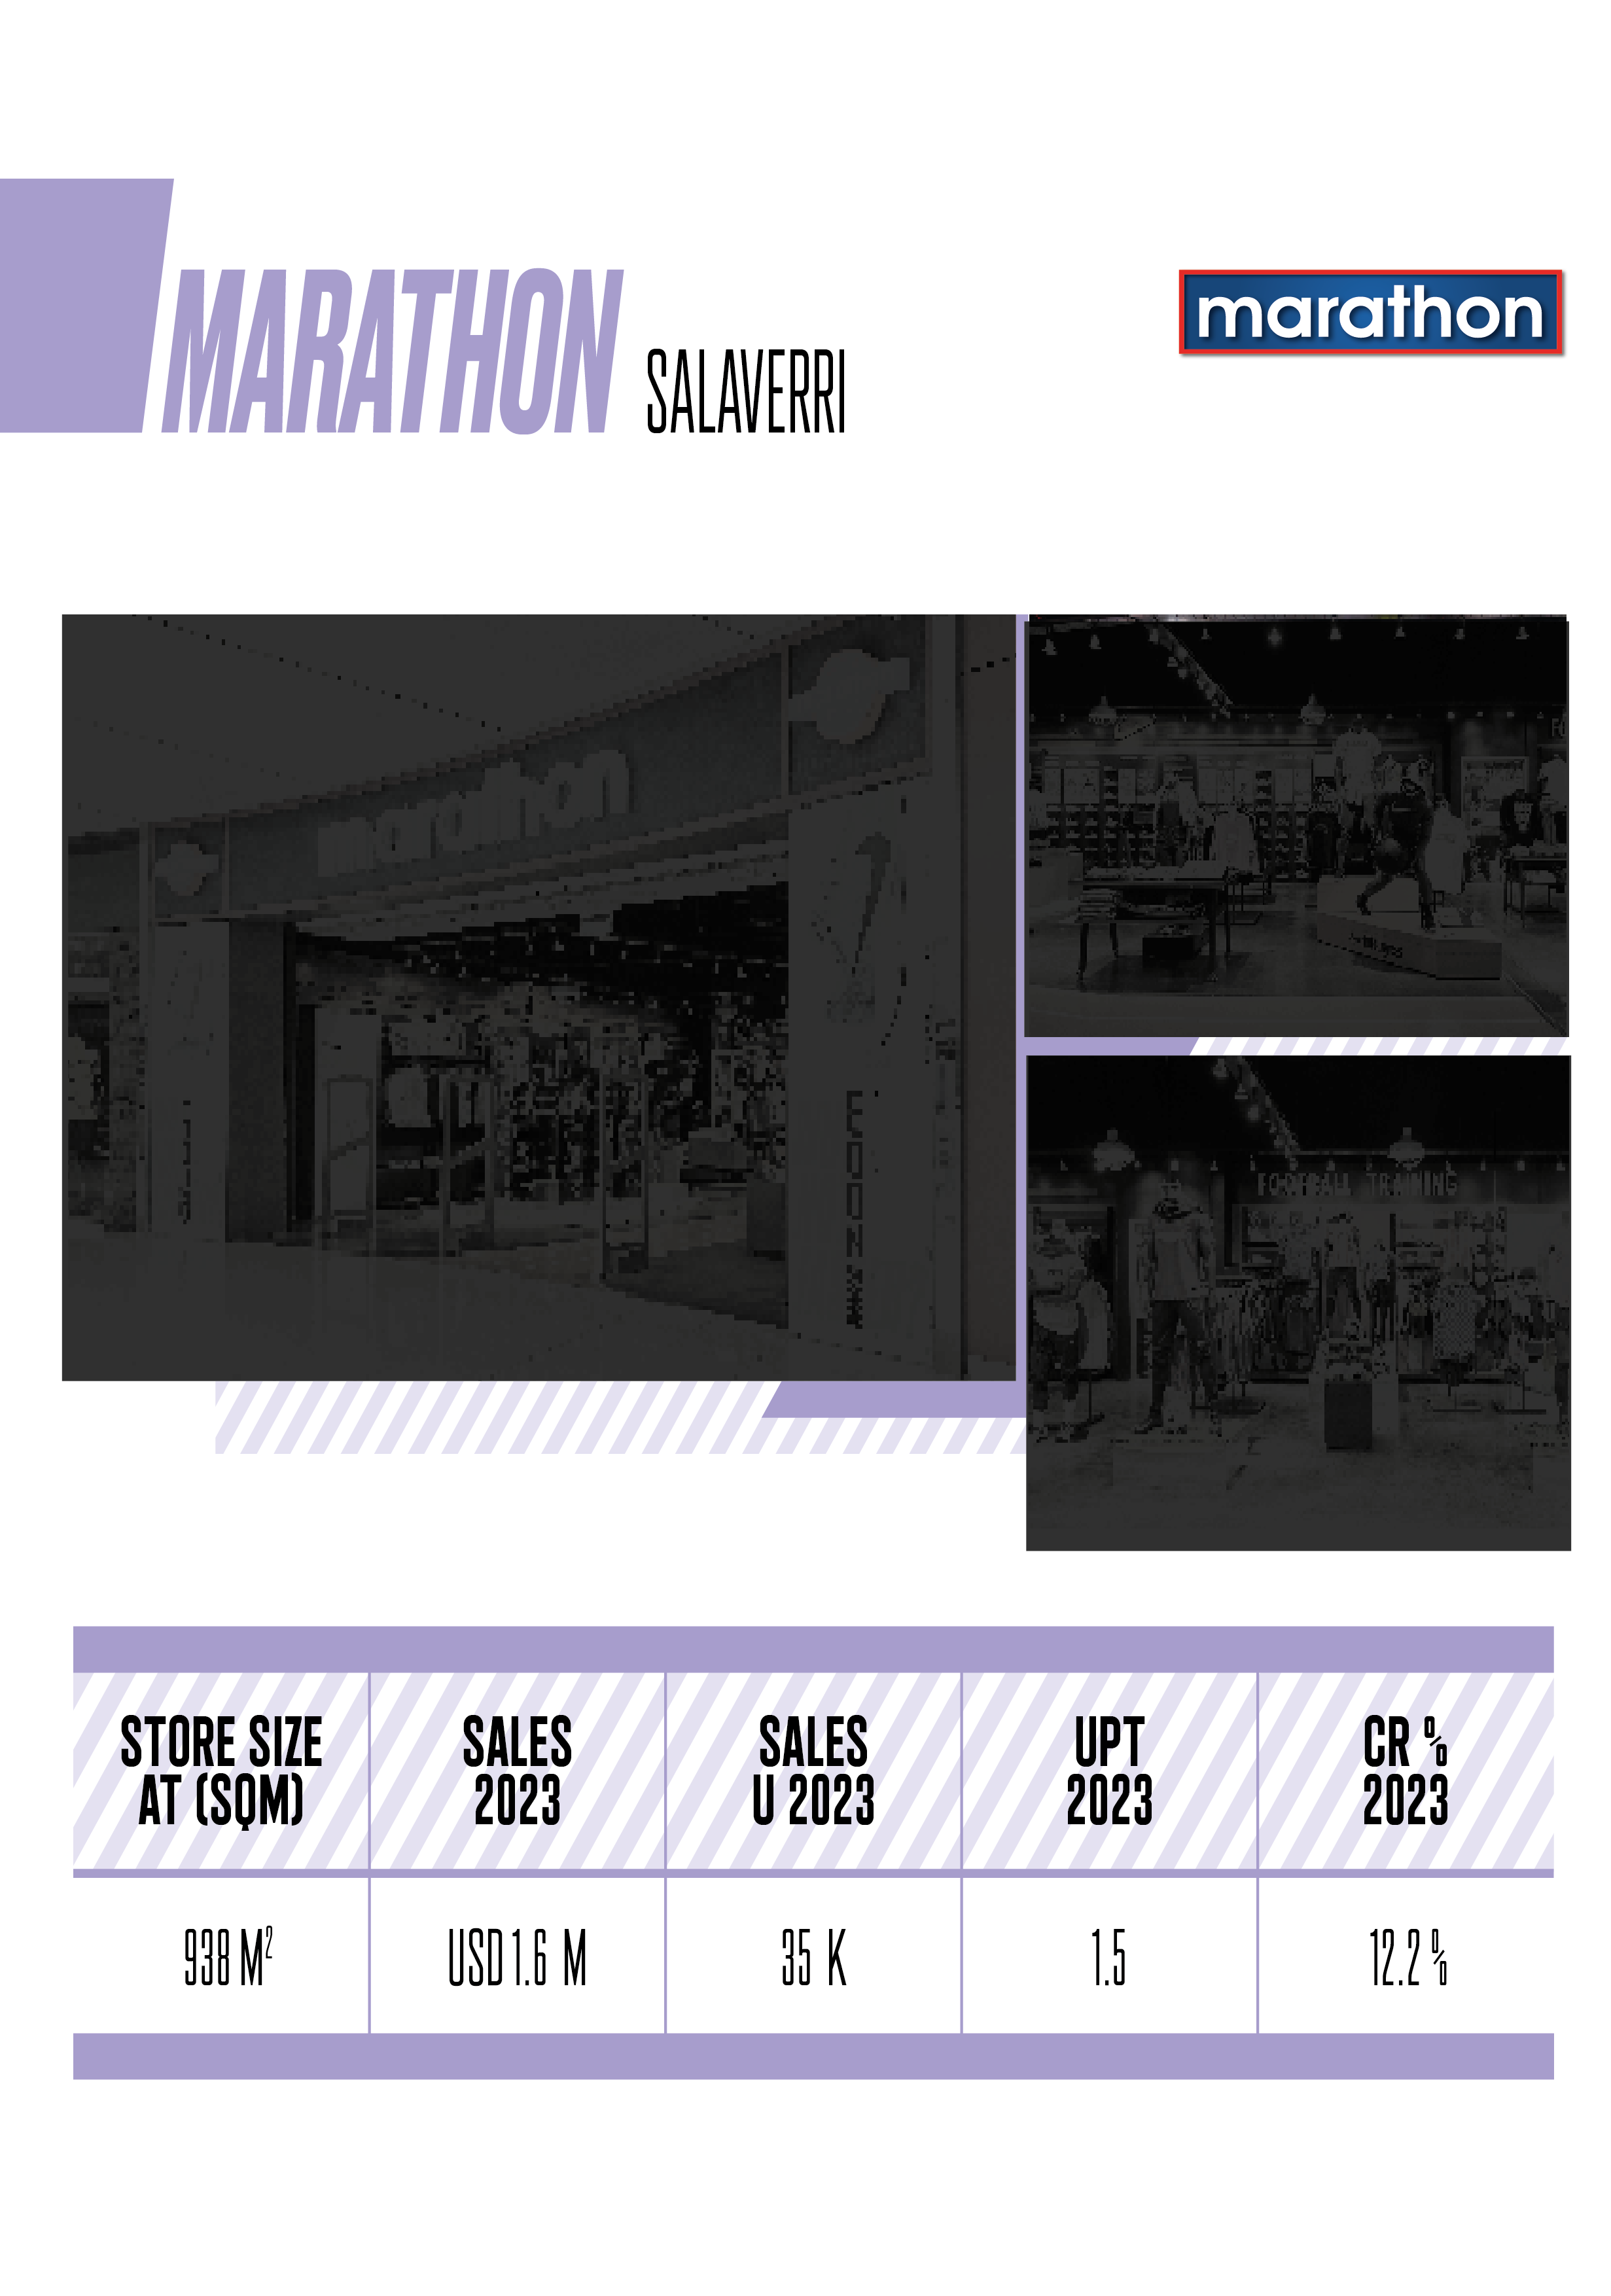 MARATHON SALAVERRI
marathon
marathon
FOOTBALL TRAINING
STORE SIZE
AT (SQM)
SALES
2023
SALES
U 2023
UPT
2023
CR %
2023
938 M²
USD 1.6 M
35 K
1.5
12.2 %